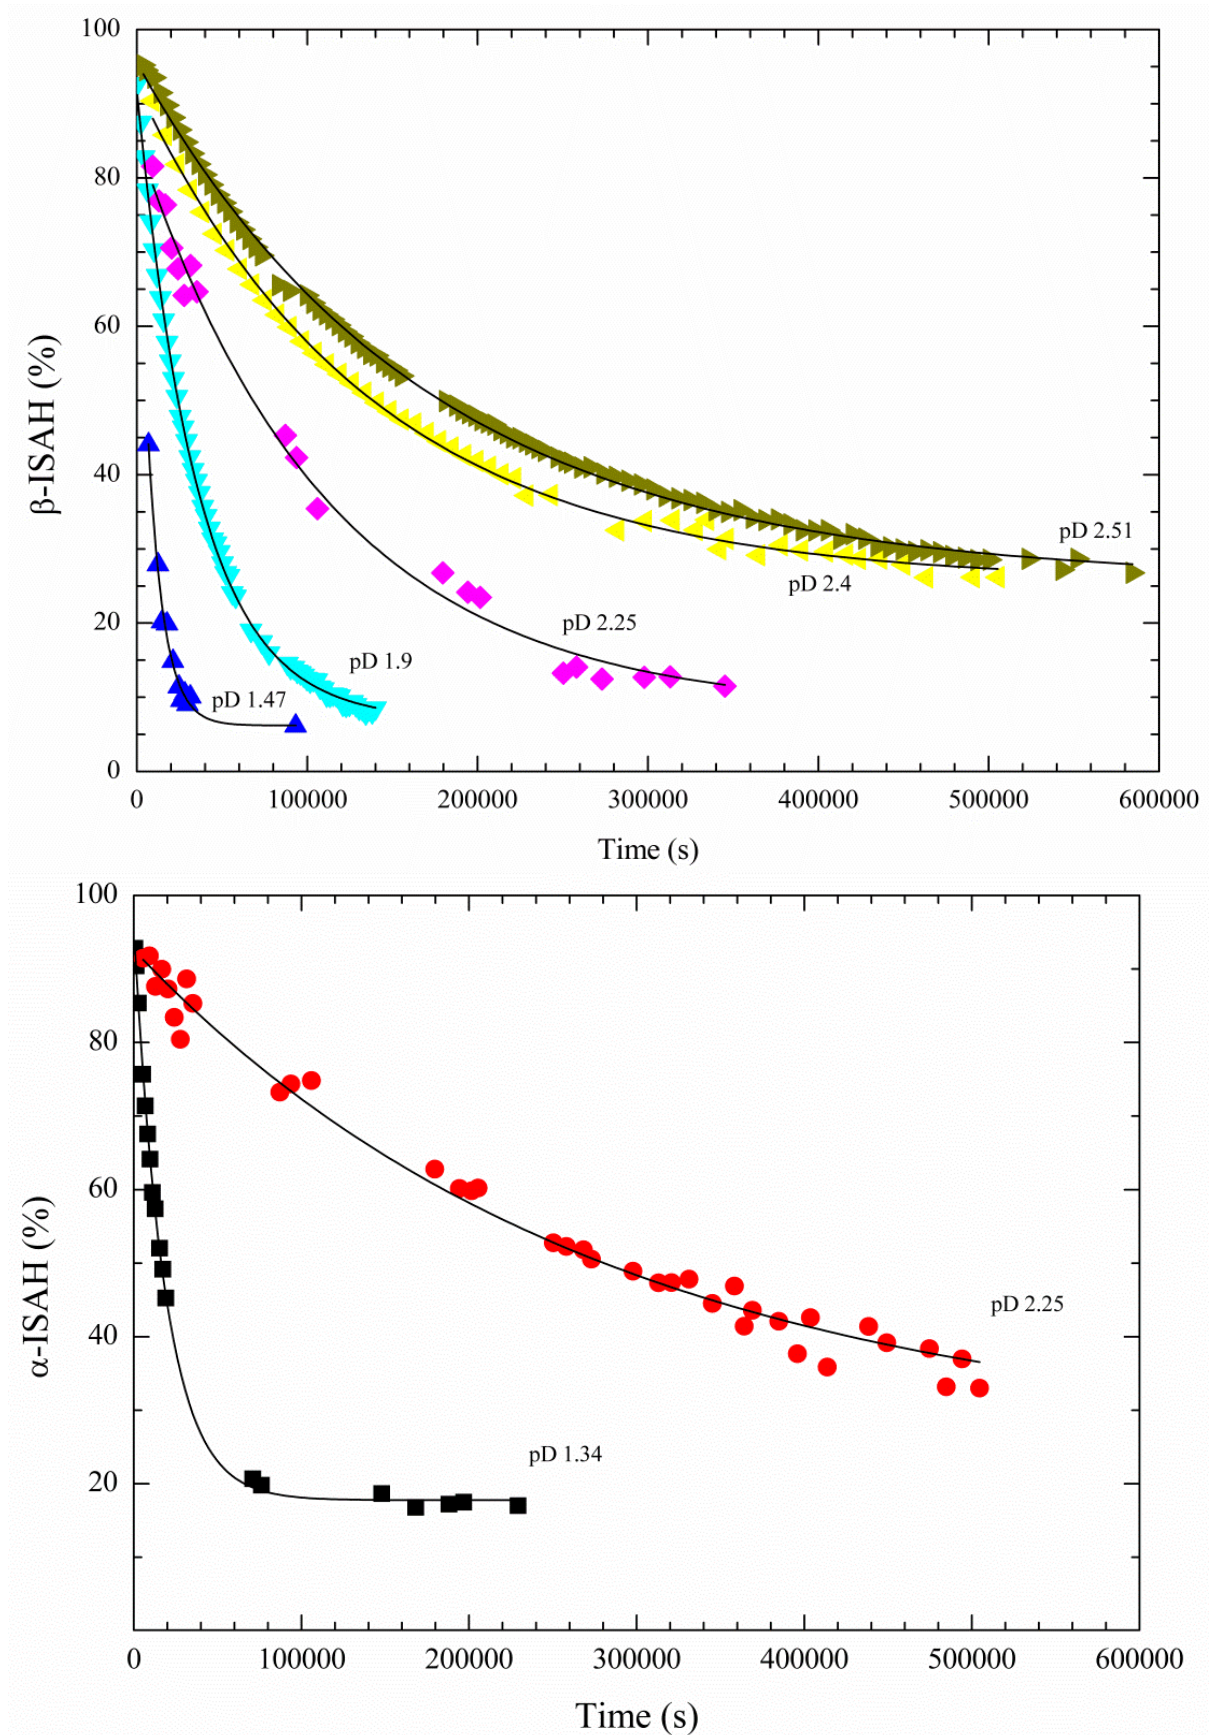 100
80
60
40
20
0
β-ISAH (%)
pD 2.51
pD 2.4
pD 2.25
pD 1.9
pD 1.47
0 100000 200000 300000 400000 500000 600000
Time (s)
100
80
60
40
20
α-ISAH (%)
pD 2.25
pD 1.34
0 100000 200000 300000 400000 500000 600000
Time (s)